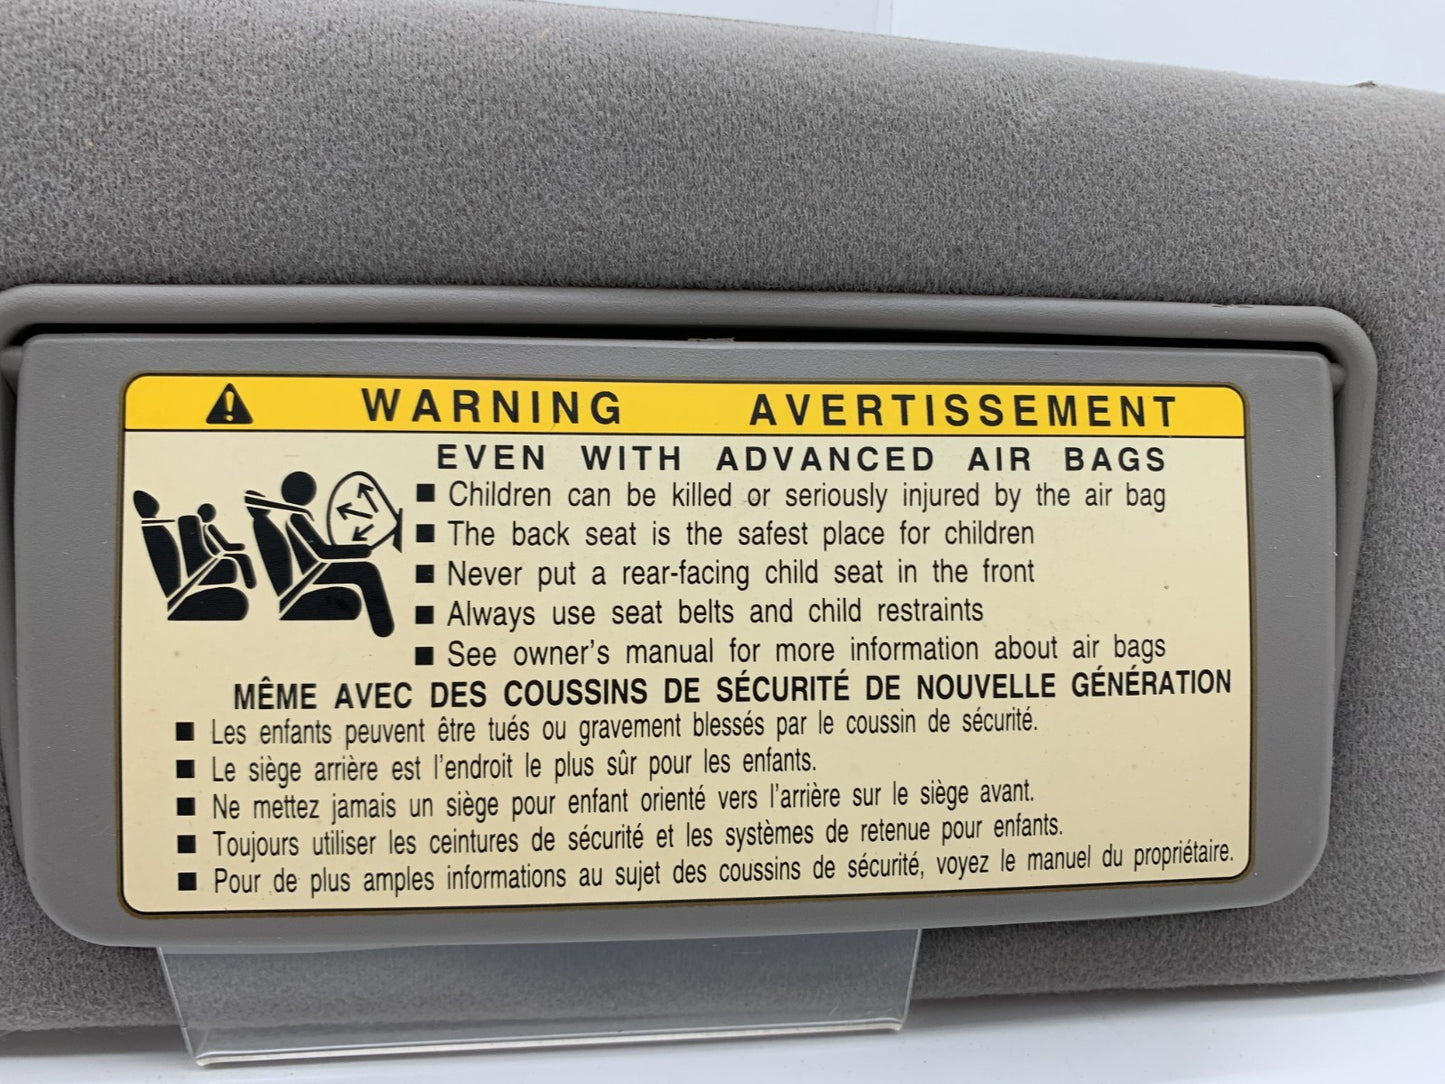 WARNING AVERTISSEMENT
EVEN WITH ADVANCED AIR BAGS
■ Children can be killed or seriously injured by the air bag
■ The back seat is the safest place for children
■ Never put a rear-facing child seat in the front
■ Always use seat belts and child restraints
■ See owner's manual for more information about air bags
MÊME AVEC DES COUSSINS DE SÉCURITÉ DE NOUVELLE GÉNÉRATION
■ Les enfants peuvent être tués ou gravement blessés par le coussin de sécurité.
■ Le siège arrière est l'endroit le plus sûr pour les enfants.
■ Ne mettez jamais un siège pour enfant orienté vers l'arrière sur le siège avant.
■ Toujours utiliser les ceintures de sécurité et les systèmes de retenue pour enfants.
■ Pour de plus amples informations au sujet des coussins de sécurité, voyez le manuel du propriétaire.